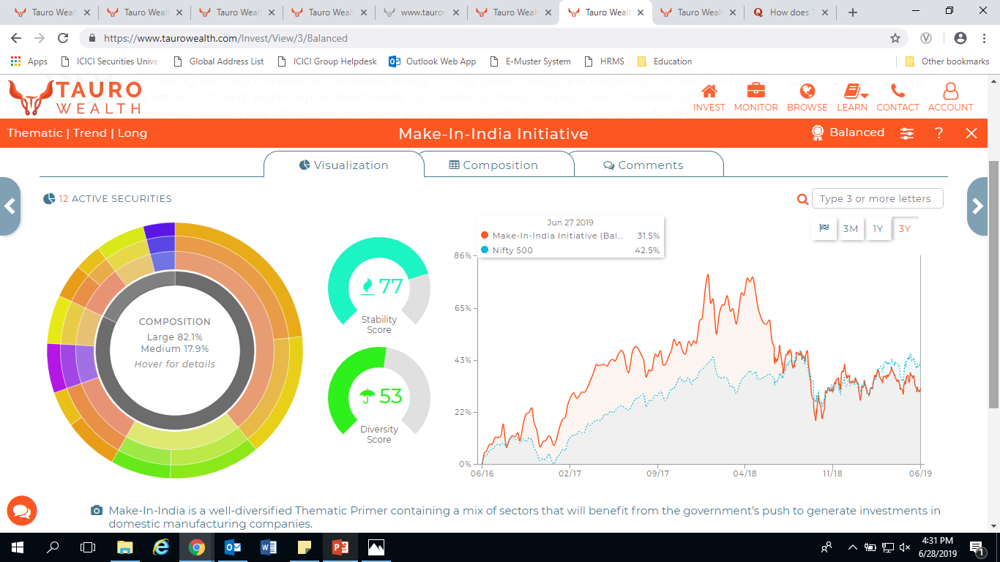 Tauro Wealt
Tauro Wealt
Tauro Wealt
Tauro Wealt
www.taurow
Tauro Wealt
Tauro Wealt
Tauro Wealt
How does T
https://www.taurowealth.com/Invest/View/3/Balanced
Apps
ICICI Securities Unive
Global Address List
ICICI Group Helpdesk
Outlook Web App
E-Muster System
HRMS
Education
Other bookmarks
TAURO
WEALTH
INVEST
MONITOR
BROWSE
LEARN
CONTACT
ACCOUNT
Thematic | Trend | Long
Make-In-India Initiative
Balanced
?
Visualization
Composition
Comments
12 ACTIVE SECURITIES
Type 3 or more letters
3M
1Y
3Y
COMPOSITION
Large 82.1%
Medium 17.9%
Hover for details
77
Stability
Score
53
Diversity
Score
Jun 27 2019
Make-In-India Initiative (Bal... 31.5%
Nifty 500 42.5%
86%
65%
43%
22%
0%
06/16
02/17
09/17
04/18
11/18
06/19
Make-In-India is a well-diversified Thematic Primer containing a mix of sectors that will benefit from the government's push to generate investments in
domestic manufacturing companies.
4:31 PM
6/28/2019
1